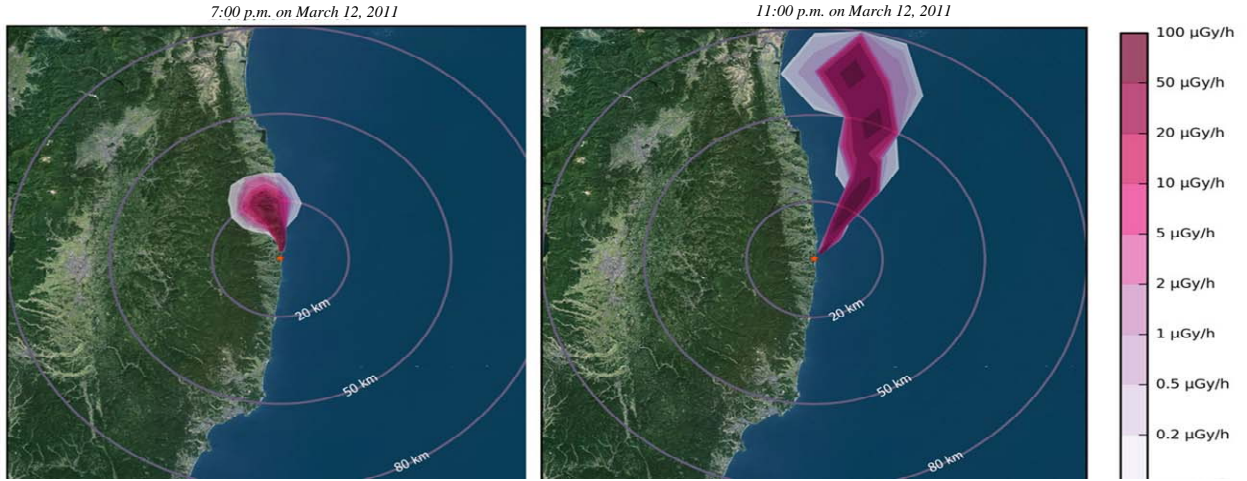 7:00 p.m. on March 12, 2011
11:00 p.m. on March 12, 2011
20 km
50 km
80 km
20 km
50 km
80 km
100 µGy/h
50 µGy/h
20 µGy/h
10 µGy/h
5 µGy/h
2 µGy/h
1 µGy/h
0.5 µGy/h
0.2 µGy/h